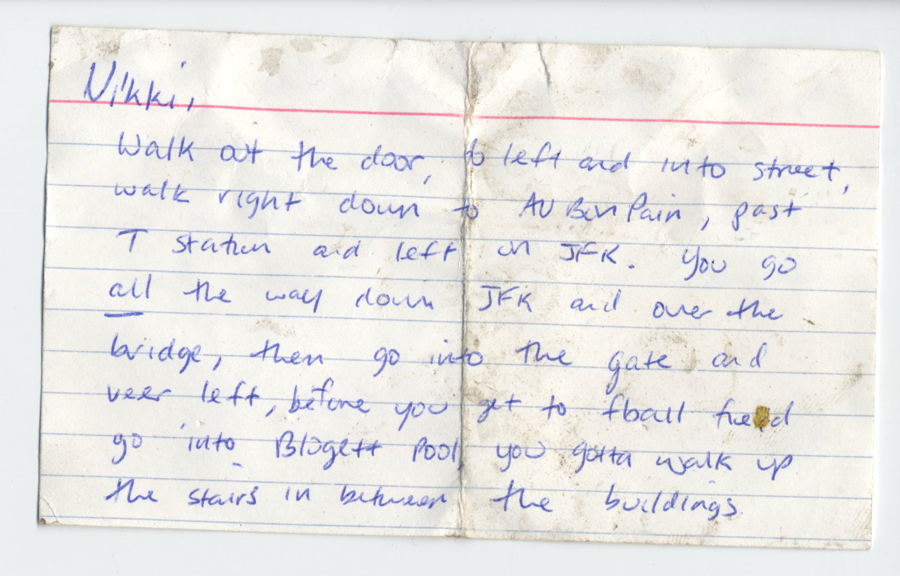 Nikki,
Walk out the door, to left and into street,
walk right down to AU Bon Pain, past
T station and left on JFK. You go
all the way down JFK and over the
bridge, then go into the gate and
veer left, before you get to fball field
go into Blogett Pool, you gotta walk up
the stairs in between the buildings